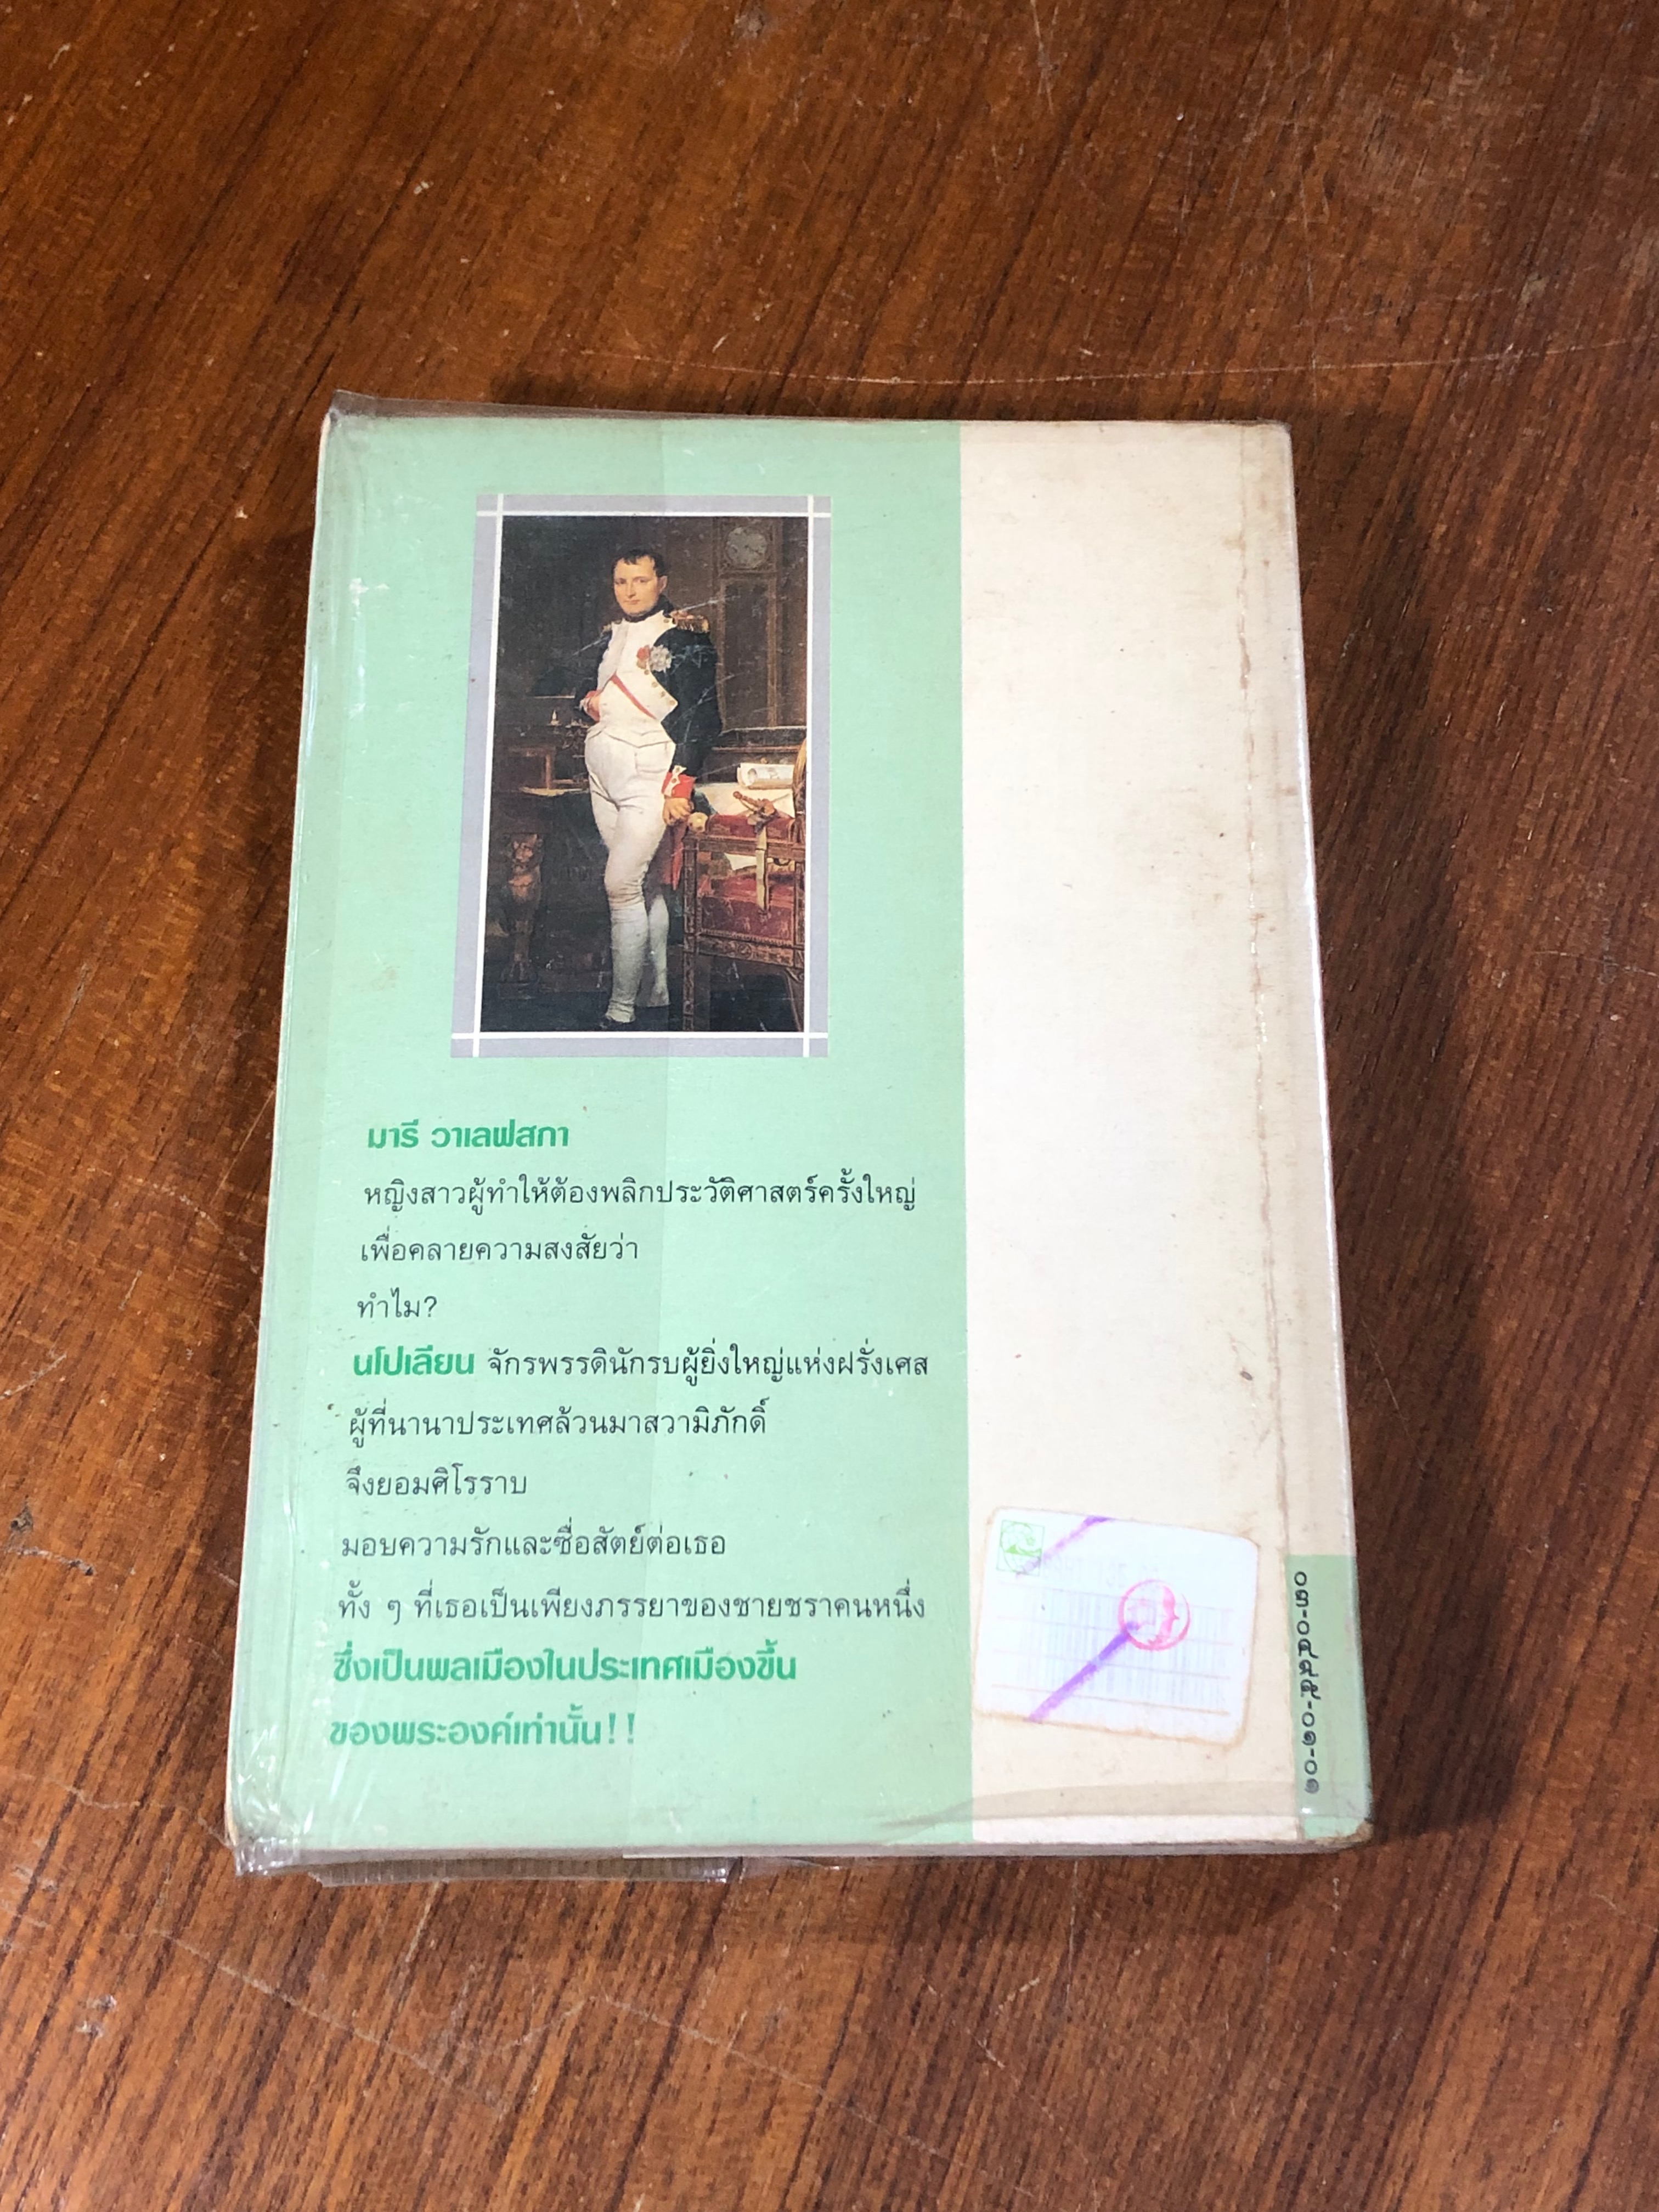 มารี วาเลฟสกา
หญิงสาวผู้ทำให้ต้องพลิกประวัติศาสตร์ครั้งใหญ่
เพื่อคลายความสงสัยว่า
ทำไม?
นโปเลียน จักรพรรดินักรบผู้ยิ่งใหญ่แห่งฝรั่งเศส
ผู้ที่นานาประเทศล้วนมาสวามิภักดิ์
จึงยอมศิโรราบ
มอบความรักและซื่อสัตย์ต่อเธอ
ทั้ง ๆ ที่เธอเป็นเพียงภรรยาของชายชราคนหนึ่ง
ซึ่งเป็นพลเมืองในประเทศเมืองขึ้น
ของพระองค์เท่านั้น!!